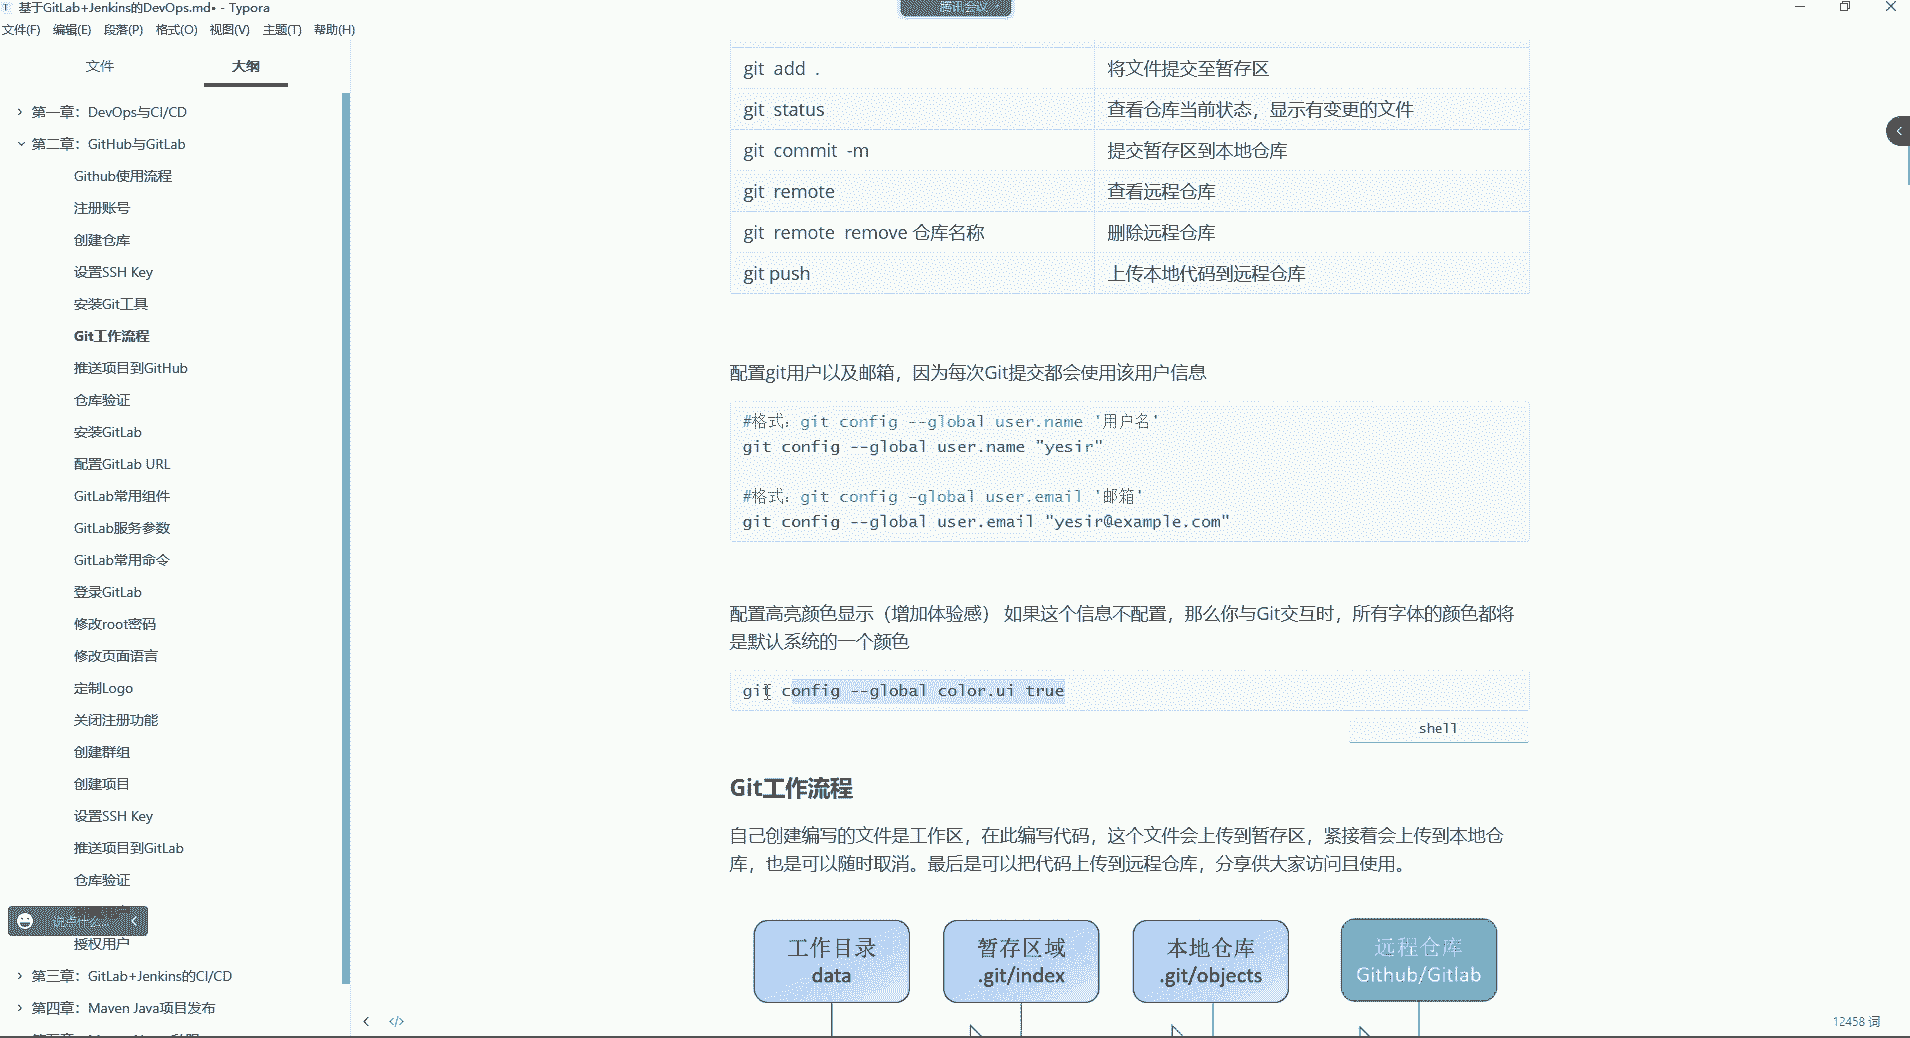 基于GitLab+Jenkins的DevOps.md• - Typora
腾讯会议
文件(F) 编辑(E) 段落(P) 格式(O) 视图(V) 主题(T) 帮助(H)
文件 大纲
第一章：DevOps与CI/CD
第二章：GitHub与GitLab
Github使用流程
注册账号
创建仓库
设置SSH Key
安装Git工具
Git工作流程
推送项目到GitHub
仓库验证
安装GitLab
配置GitLab URL
GitLab常用组件
GitLab服务参数
GitLab常用命令
登录GitLab
修改root密码
修改页面语言
定制Logo
关闭注册功能
创建群组
创建项目
设置SSH Key
推送项目到GitLab
仓库验证
说点什么...
授权用户
第三章：GitLab+Jenkins的CI/CD
第四章：Maven Java项目发布
git add . 将文件提交至暂存区
git status 查看仓库当前状态，显示有变更的文件
git commit -m 提交暂存区到本地仓库
git remote 查看远程仓库
git remote remove 仓库名称 删除远程仓库
git push 上传本地代码到远程仓库
配置git用户以及邮箱，因为每次Git提交都会使用该用户信息
#格式：git config --global user.name '用户名'
git config --global user.name "yesir"
#格式：git config –global user.email '邮箱'
git config --global user.email "yesir@example.com"
配置高亮颜色显示（增加体验感） 如果这个信息不配置，那么你与Git交互时，所有字体的颜色都将
是默认系统的一个颜色
git config --global color.ui true
shell
Git工作流程
自己创建编写的文件是工作区，在此编写代码，这个文件会上传到暂存区，紧接着会上传到本地仓
库，也是可以随时取消。最后是可以把代码上传到远程仓库，分享供大家访问且使用。
工作目录 暂存区域 本地仓库 远程仓库
data .git/index .git/objects Github/Gitlab
</> 12458 词